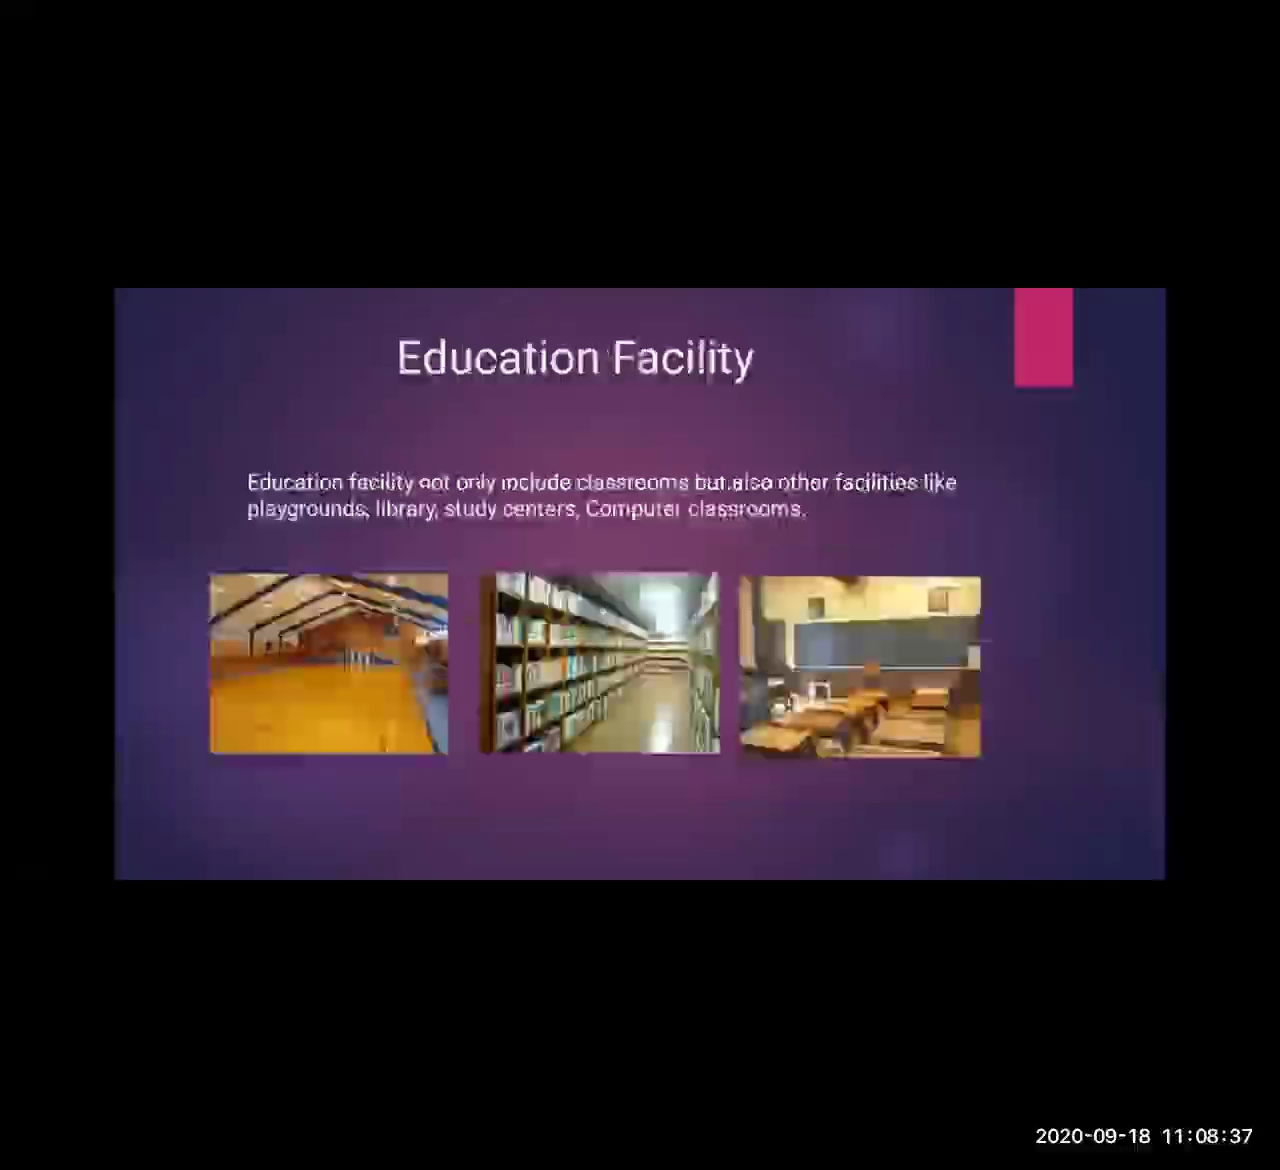 Education Facility
Education facility not only include classrooms but also other facilities like
playgrounds, library, study centers, Computer classrooms.
2020-09-18 11:08:37